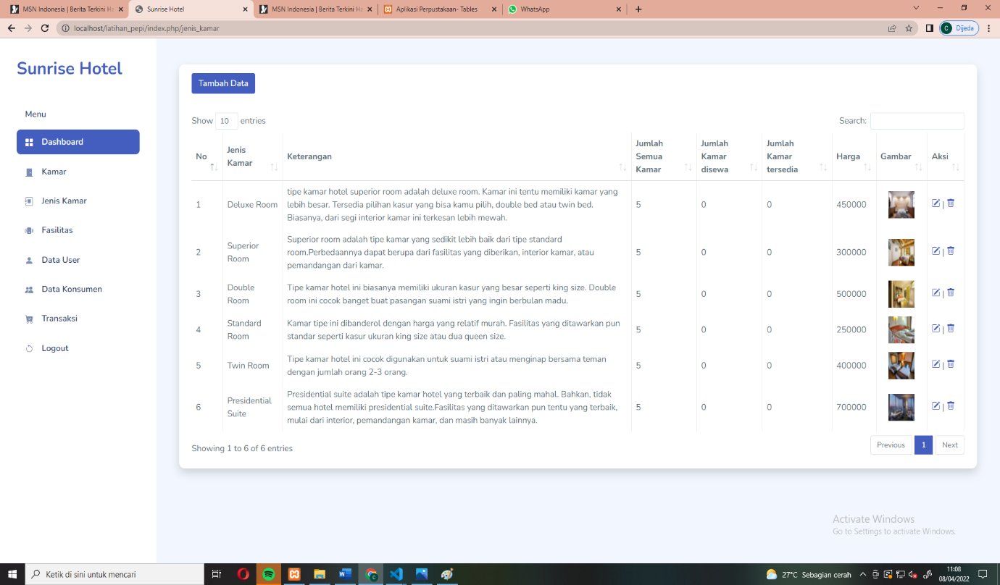 MSN Indonesia | Berita Terkini Ha
Sunrise Hotel
MSN Indonesia | Berita Terkini Ha
Aplikasi Perpustakaan- Tables
WhatsApp
localhost/latihan_pepi/index.php/jenis_kamar
C
Dijeda
Sunrise Hotel
Menu
Dashboard
Kamar
Jenis Kamar
Fasilitas
Data User
Data Konsumen
Transaksi
Logout
Tambah Data
Show 10 entries
Search:
No
Jenis
Kamar
Keterangan
Jumlah
Semua
Kamar
Jumlah
Kamar
disewa
Jumlah
Kamar
tersedia
Harga
Gambar
Aksi
1
Deluxe Room
tipe kamar hotel superior room adalah deluxe room. Kamar ini tentu memiliki kamar yang
lebih besar. Tersedia pilihan kasur yang bisa kamu pilih, double bed atau twin bed.
Biasanya, dari segi interior kamar ini terkesan lebih mewah.
5
0
0
450000
|
2
Superior
Room
Superior room adalah tipe kamar yang sedikit lebih baik dari tipe standard
room.Perbedaannya dapat berupa dari fasilitas yang diberikan, interior kamar, atau
pemandangan dari kamar.
5
0
0
300000
|
3
Double
Room
Tipe kamar hotel ini biasanya memiliki ukuran kasur yang besar seperti king size. Double
room ini cocok banget buat pasangan suami istri yang ingin berbulan madu.
5
0
0
500000
|
4
Standard
Room
Kamar tipe ini dibanderol dengan harga yang relatif murah. Fasilitas yang ditawarkan pun
standar seperti kasur ukuran king size atau dua queen size.
5
0
0
250000
|
5
Twin Room
Tipe kamar hotel ini cocok digunakan untuk suami istri atau menginap bersama teman
dengan jumlah orang 2-3 orang.
5
0
0
400000
|
6
Presidential
Suite
Presidential suite adalah tipe kamar hotel yang terbaik dan paling mahal. Bahkan, tidak
semua hotel memiliki presidential suite.Fasilitas yang ditawarkan pun tentu yang terbaik,
mulai dari interior, pemandangan kamar, dan masih banyak lainnya.
5
0
0
700000
|
Showing 1 to 6 of 6 entries
Previous
1
Next
Activate Windows
Go to Settings to activate Windows.
Ketik di sini untuk mencari
27°C Sebagian cerah
11:08
08/04/2022